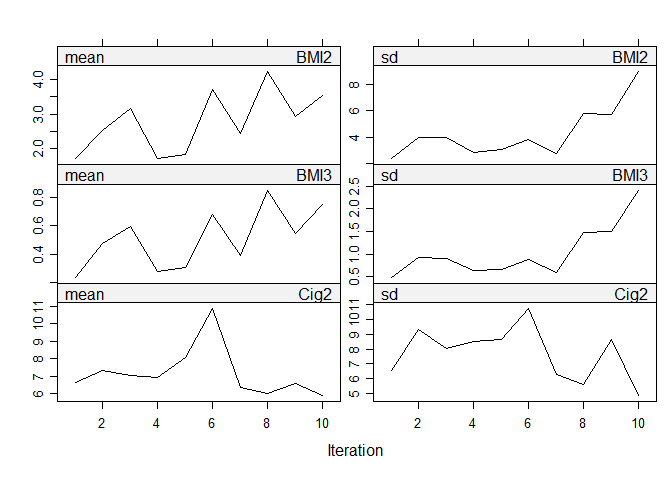 mean BMI2 sd BMI2
4.0 3.0 2.0 8 4
mean BMI3 sd BMI3
0.8 0.6 0.4 2.5 2.0 1.5 1.0 0.5
mean Cig2 sd Cig2
11 10 9 8 7 6 11 10 9 8 7 6 5
2 4 6 8 10 2 4 6 8 10
Iteration